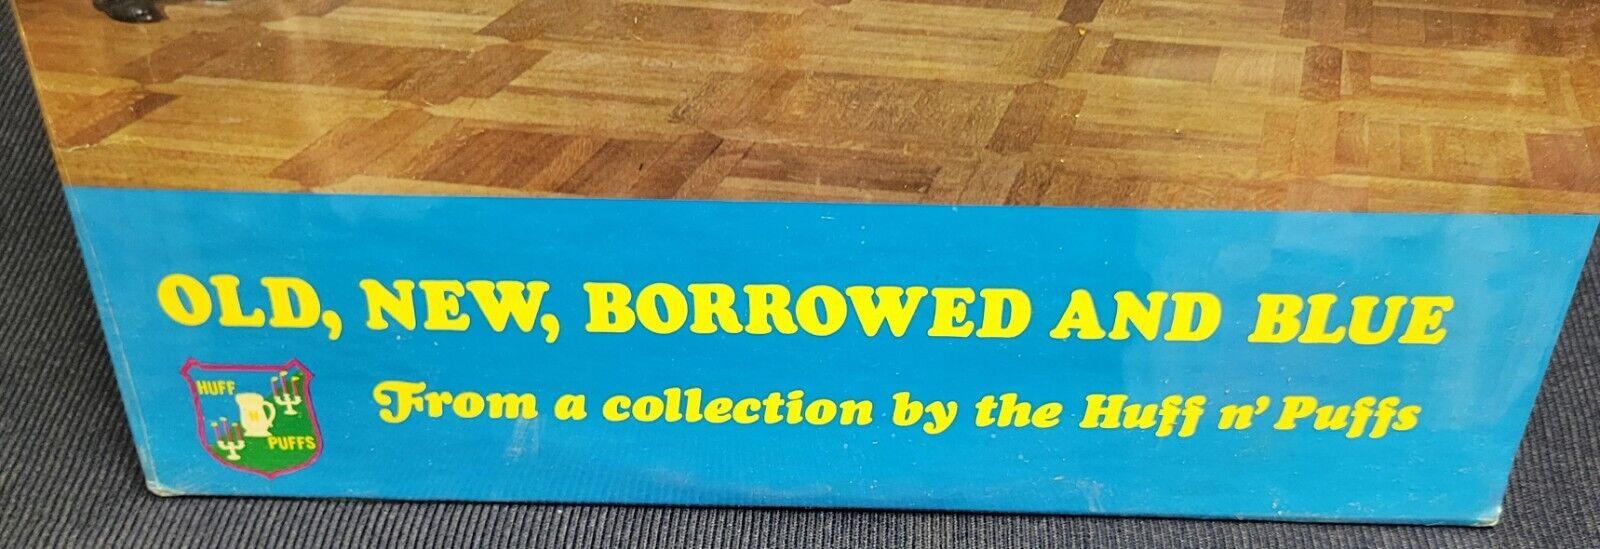 OLD, NEW, BORROWED AND BLUE
From a collection by the Huff n' Puffs
HUFF
H
PUFFS